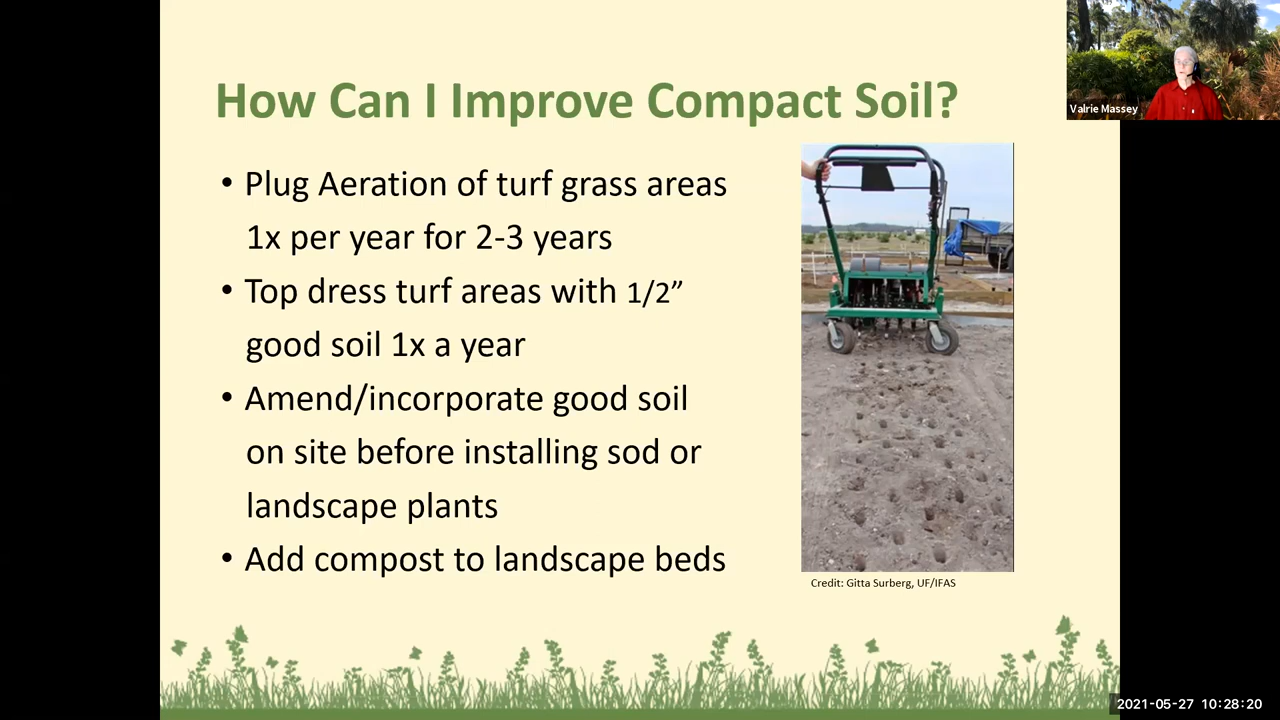 How Can I Improve Compact Soil?
Valrie Massey
• Plug Aeration of turf grass areas
1x per year for 2-3 years
• Top dress turf areas with 1/2”
good soil 1x a year
• Amend/incorporate good soil
on site before installing sod or
landscape plants
• Add compost to landscape beds
Credit: Gitta Surberg, UF/IFAS
2021-05-27 10:28:20